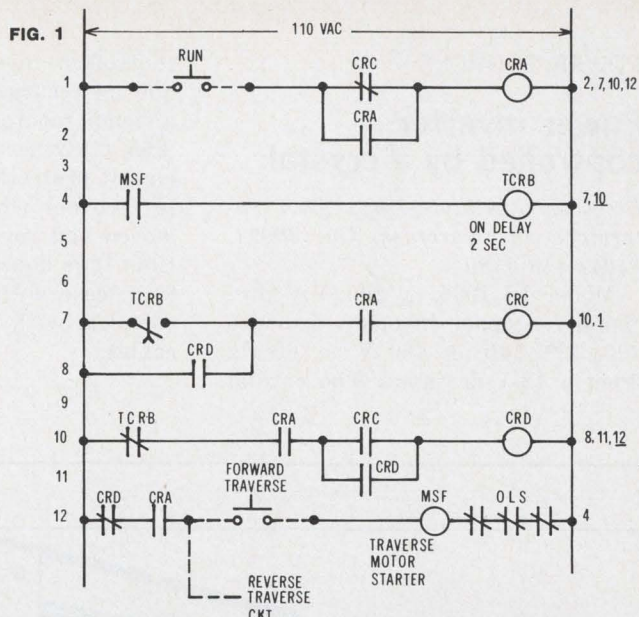 FIG. 1
110 VAC
RUN
1 CRC CRA 2, 7, 10, 12
CRA
2
3
MSF TCRB
4 7, 10
ON DELAY
2 SEC
5
6
TCRB CRA CRC
7 10, 1
8 CRD
9
TCRB CRA CRC CRD
10 8, 11, 12
CRD
11
FORWARD
TRAVERSE
CRD CRA MSF OLS
12 4
TRAVERSE
MOTOR
STARTER
REVERSE
TRAVERSE
CKT